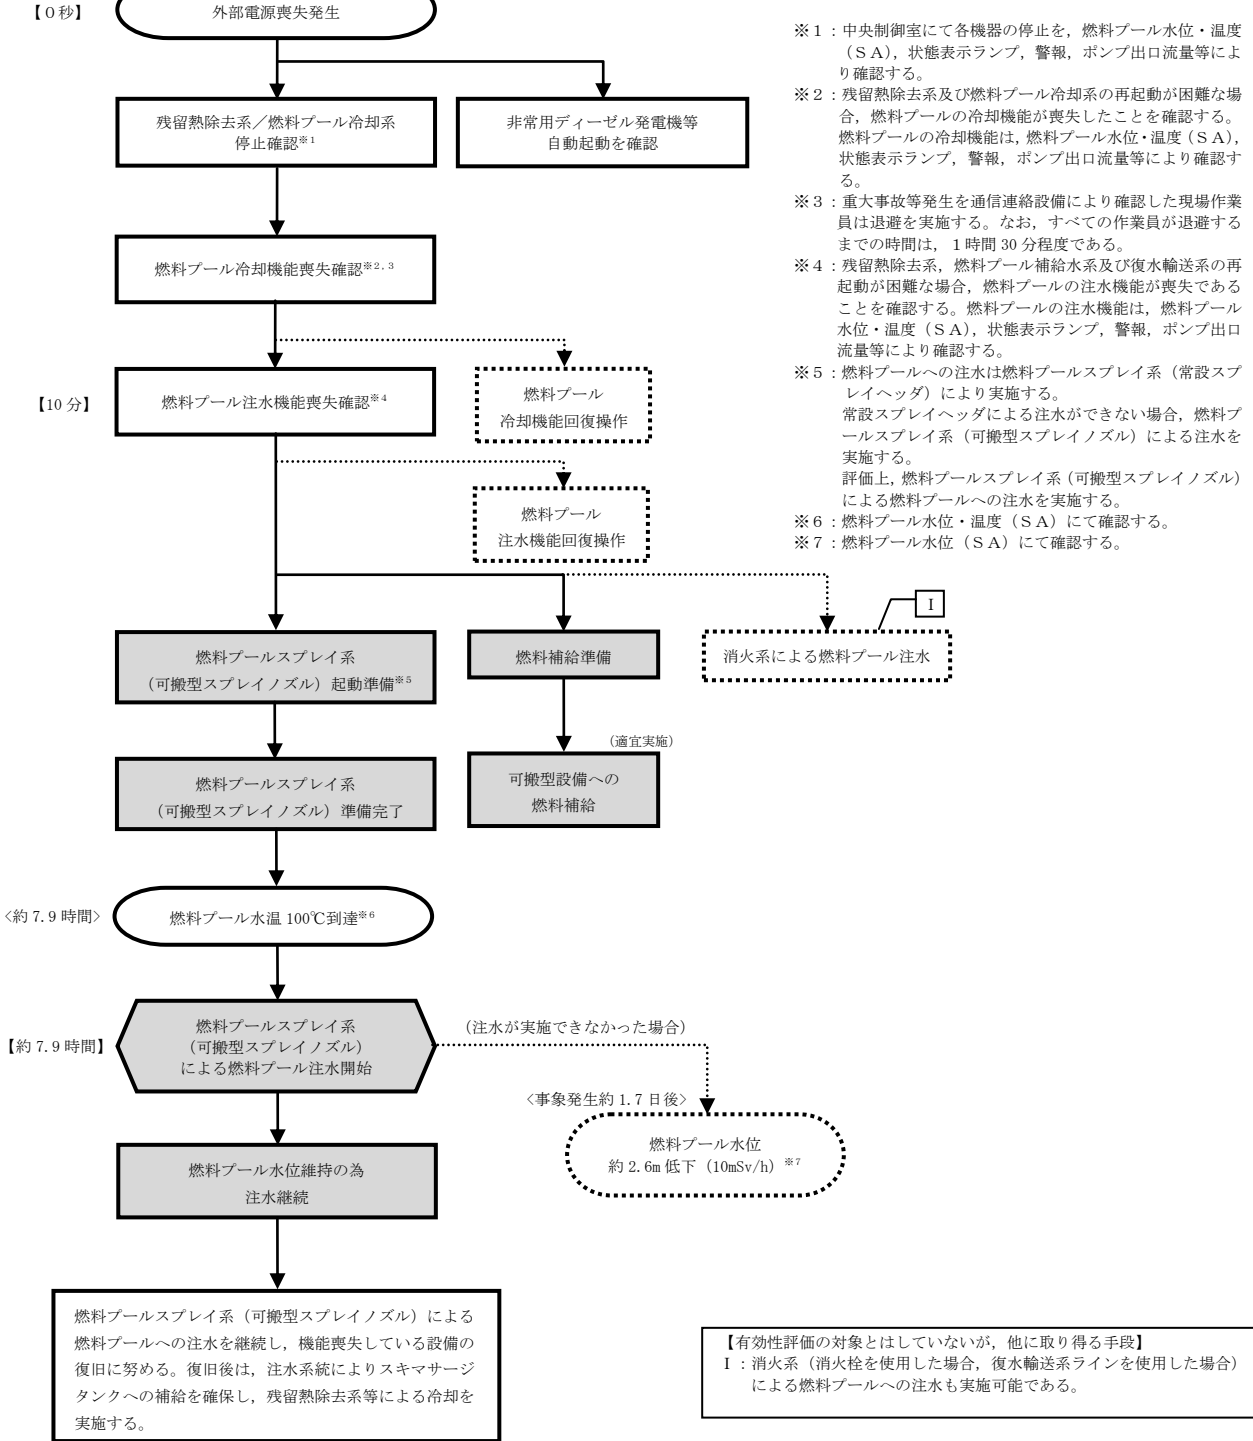 【０秒】
外部電源喪失発生
残留熱除去系／燃料プール冷却系
停止確認※１
非常用ディーゼル発電機等
自動起動を確認
燃料プール冷却機能喪失確認※２，３
【10分】
燃料プール注水機能喪失確認※４
燃料プール
冷却機能回復操作
燃料プール
注水機能回復操作
燃料プールスプレイ系
（可搬型スプレイノズル）起動準備※５
燃料補給準備
Ⅰ
消火系による燃料プール注水
燃料プールスプレイ系
（可搬型スプレイノズル）準備完了
（適宜実施）
可搬型設備への
燃料補給
〈約7.9時間〉
燃料プール水温100℃到達※６
【約7.9時間】
燃料プールスプレイ系
（可搬型スプレイノズル）
による燃料プール注水開始
（注水が実施できなかった場合）
〈事象発生約1.7日後〉
燃料プール水位
約2.6m低下（10mSv/h）※７
燃料プール水位維持の為
注水継続
燃料プールスプレイ系（可搬型スプレイノズル）による
燃料プールへの注水を継続し，機能喪失している設備の
復旧に努める。復旧後は，注水系統によりスキマサージ
タンクへの補給を確保し，残留熱除去系等による冷却を
実施する。
※１：中央制御室にて各機器の停止を，燃料プール水位・温度
（ＳＡ），状態表示ランプ，警報，ポンプ出口流量等によ
り確認する。
※２：残留熱除去系及び燃料プール冷却系の再起動が困難な場
合，燃料プールの冷却機能が喪失したことを確認する。
燃料プールの冷却機能は，燃料プール水位・温度（ＳＡ），
状態表示ランプ，警報，ポンプ出口流量等により確認す
る。
※３：重大事故等発生を通信連絡設備により確認した現場作業
員は退避を実施する。なお，すべての作業員が退避する
までの時間は，１時間30分程度である。
※４：残留熱除去系，燃料プール補給水系及び復水輸送系の再
起動が困難な場合，燃料プールの注水機能が喪失である
ことを確認する。燃料プールの注水機能は，燃料プール
水位・温度（ＳＡ），状態表示ランプ，警報，ポンプ出口
流量等により確認する。
※５：燃料プールへの注水は燃料プールスプレイ系（常設スプ
レイヘッダ）により実施する。
常設スプレイヘッダによる注水ができない場合，燃料プ
ールスプレイ系（可搬型スプレイノズル）による注水を
実施する。
評価上，燃料プールスプレイ系（可搬型スプレイノズル）
による燃料プールへの注水を実施する。
※６：燃料プール水位・温度（ＳＡ）にて確認する。
※７：燃料プール水位（ＳＡ）にて確認する。
【有効性評価の対象とはしていないが，他に取り得る手段】
Ⅰ：消火系（消火栓を使用した場合，復水輸送系ラインを使用した場合）
による燃料プールへの注水も実施可能である。